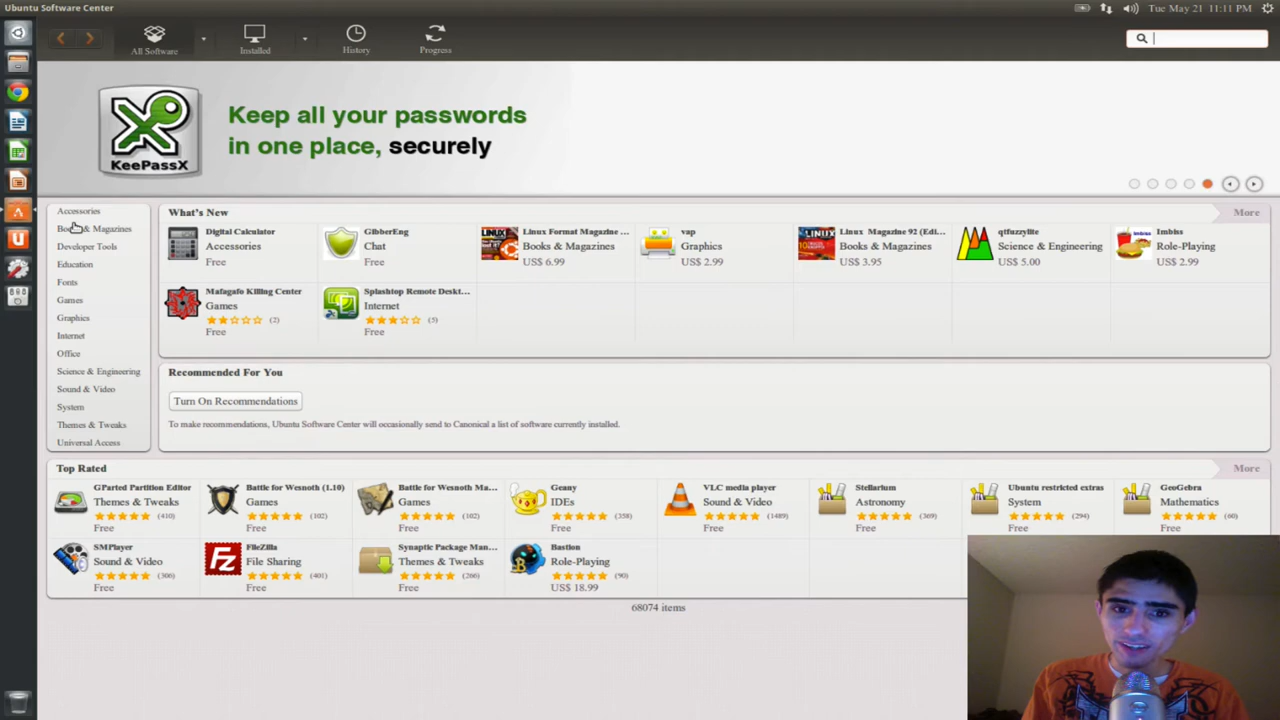 Ubuntu Software Center
Tue May 21 11:11 PM
All Software
Installed
History
Progress
KeePassX
Keep all your passwords
in one place, securely
Accessories
Books & Magazines
Developer Tools
Education
Fonts
Games
Graphics
Internet
Office
Science & Engineering
Sound & Video
System
Themes & Tweaks
Universal Access
What's New
More
Digital Calculator
Accessories
Free
GibberEng
Chat
Free
Linux Format Magazine ...
Books & Magazines
US$ 6.99
vap
Graphics
US$ 2.99
Linux Magazine 92 (Edi...
Books & Magazines
US$ 3.95
qtfuzzylite
Science & Engineering
US$ 5.00
Imbiss
Role-Playing
US$ 2.99
Mafagafo Killing Center
Games
(2)
Free
Splashtop Remote Deskt...
Internet
(5)
Free
Recommended For You
Turn On Recommendations
To make recommendations, Ubuntu Software Center will occasionally send to Canonical a list of software currently installed.
Top Rated
More
GParted Partition Editor
Themes & Tweaks
(410)
Free
Battle for Wesnoth (1.10)
Games
(102)
Free
Battle for Wesnoth Ma...
Games
(102)
Free
Geany
IDEs
(358)
Free
VLC media player
Sound & Video
(1489)
Free
Stellarium
Astronomy
(369)
Free
Ubuntu restricted extras
System
(294)
Free
GeoGebra
Mathematics
(60)
Free
SMPlayer
Sound & Video
(306)
Free
FileZilla
File Sharing
(401)
Free
Synaptic Package Man...
Themes & Tweaks
(266)
Free
Bastion
Role-Playing
(90)
US$ 18.99
68074 items